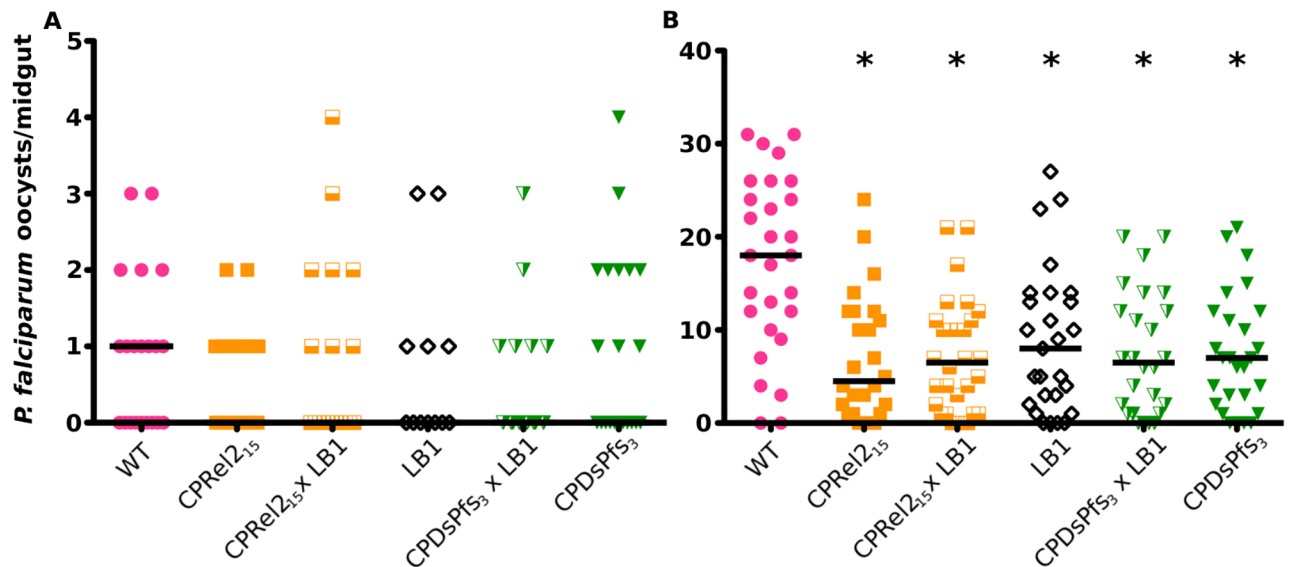 A
B
P. falciparum oocysts/midgut
5
4
3
2
1
0
WT
CPRel2₁₅
CPRel2₁₅x LB1
LB1
CPDsPfS₃ x LB1
CPDsPfS₃
40
30
20
10
0
* * * * *
WT
CPRel2₁₅
CPRel2₁₅x LB1
LB1
CPDsPfS₃ x LB1
CPDsPfS₃